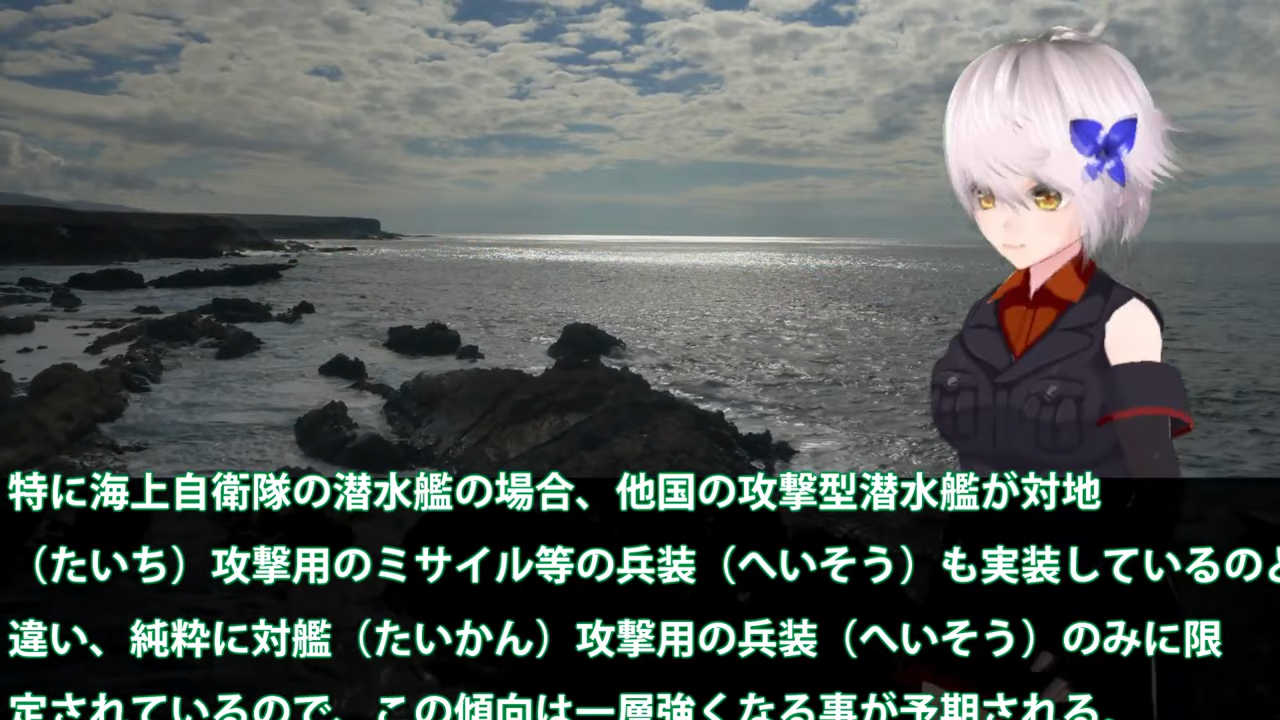 特に海上自衛隊の潜水艦の場合、他国の攻撃型潜水艦が対地
（たいち）攻撃用のミサイル等の兵装（へいそう）も実装しているのと
違い、純粋に対艦（たいかん）攻撃用の兵装（へいそう）のみに限
定されているので、この傾向は一層強くなる事が予期される。